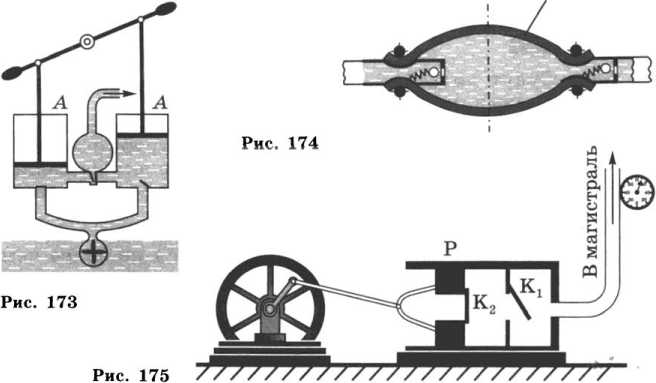 A
A
Рис. 173
Рис. 174
В магистраль
P
K₁
K₂
Рис. 175